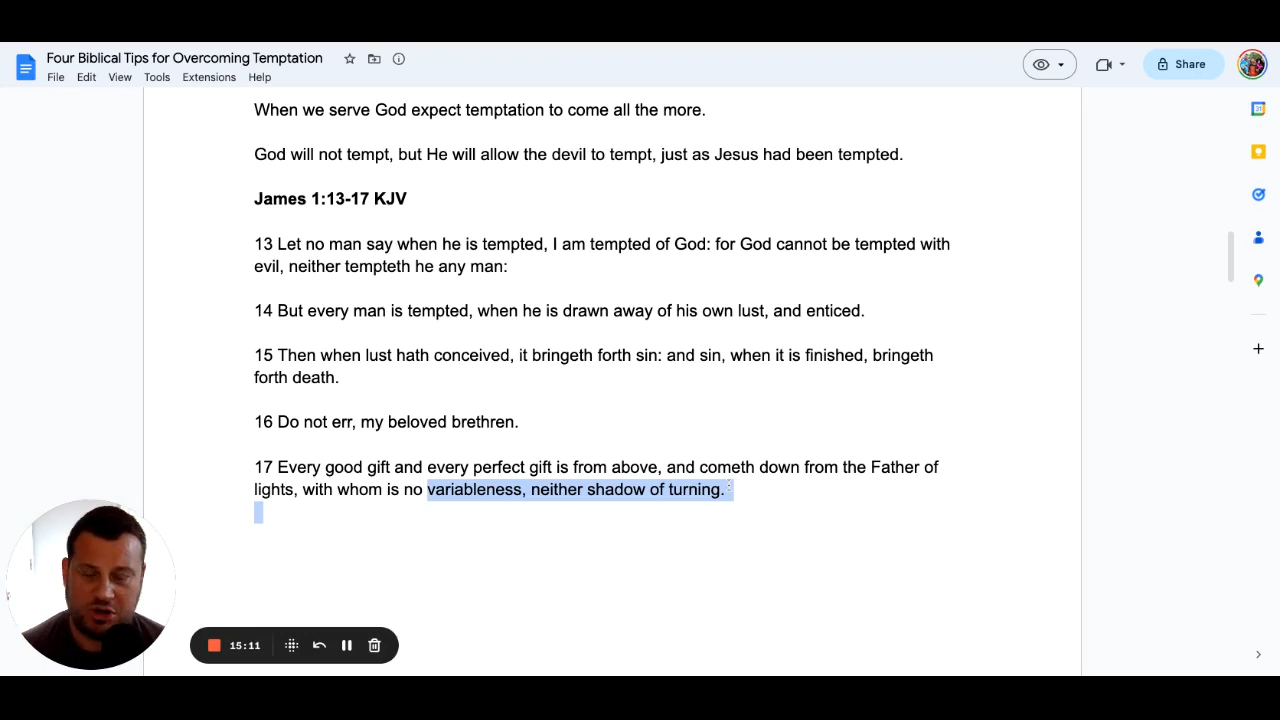 Four Biblical Tips for Overcoming Temptation
File Edit View Tools Extensions Help
Share
When we serve God expect temptation to come all the more.
God will not tempt, but He will allow the devil to tempt, just as Jesus had been tempted.
James 1:13-17 KJV
13 Let no man say when he is tempted, I am tempted of God: for God cannot be tempted with
evil, neither tempteth he any man:
14 But every man is tempted, when he is drawn away of his own lust, and enticed.
15 Then when lust hath conceived, it bringeth forth sin: and sin, when it is finished, bringeth
forth death.
16 Do not err, my beloved brethren.
17 Every good gift and every perfect gift is from above, and cometh down from the Father of
lights, with whom is no variableness, neither shadow of turning.
15:11